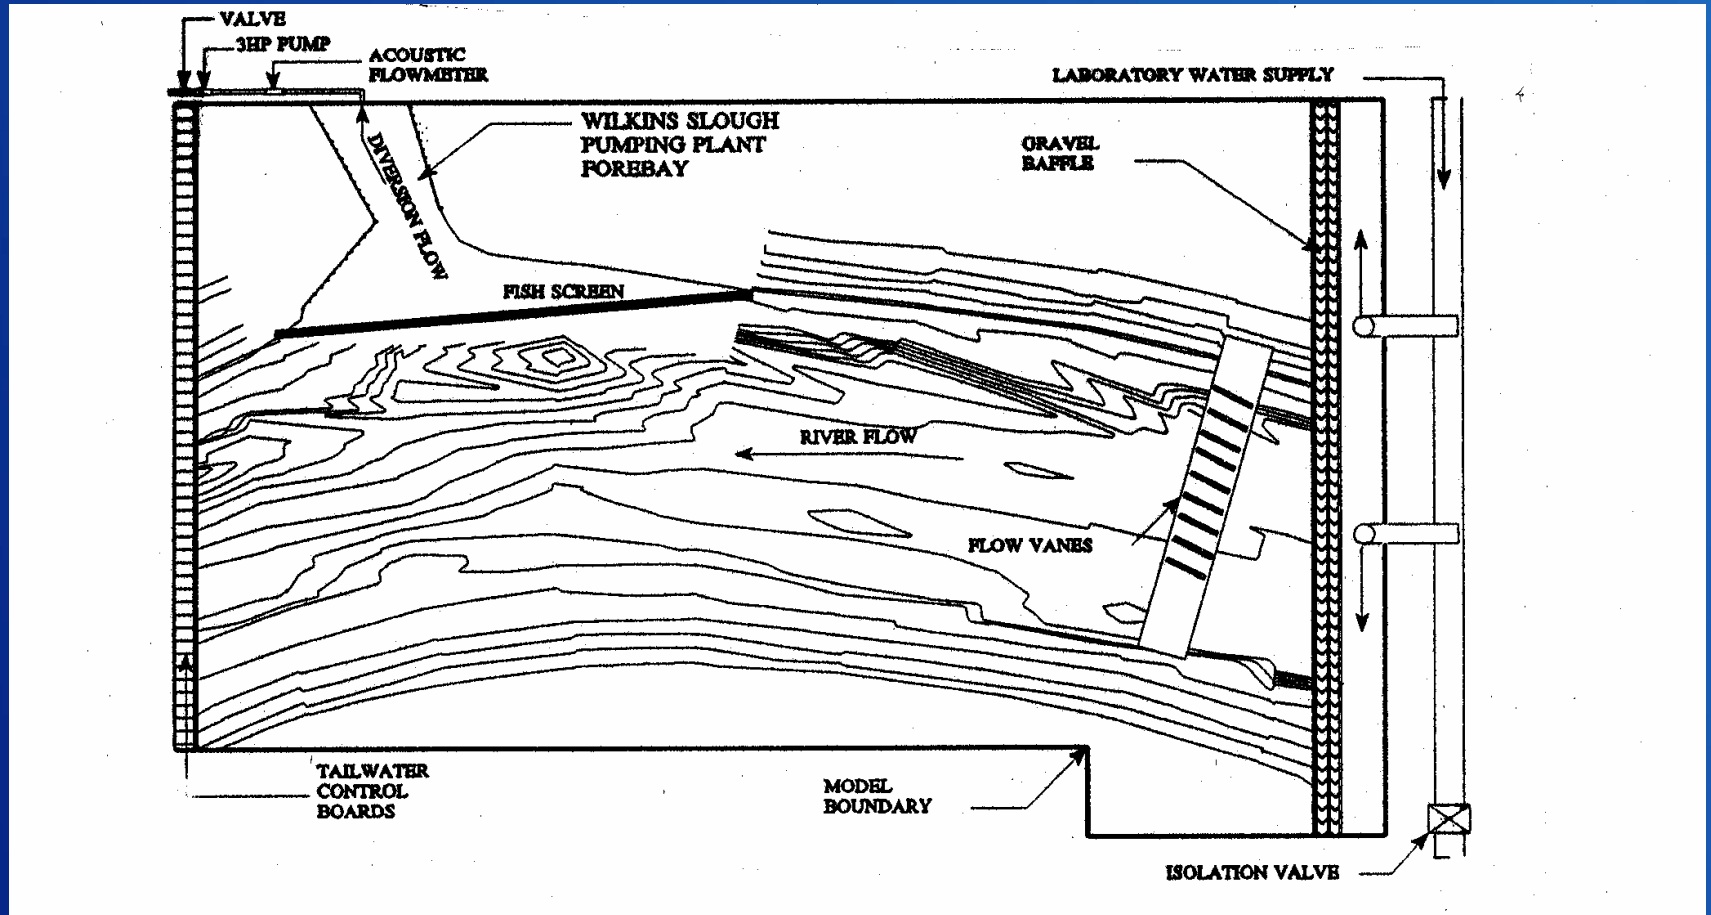 VALVE
3HP PUMP
ACOUSTIC
FLOWMETER
LABORATORY WATER SUPPLY
WILKINS SLOUGH
PUMPING PLANT
FOREBAY
GRAVEL
BAFFLE
DIVERSION FLOW
FISH SCREEN
RIVER FLOW
FLOW VANES
TAILWATER
CONTROL
BOARDS
MODEL
BOUNDARY
ISOLATION VALVE